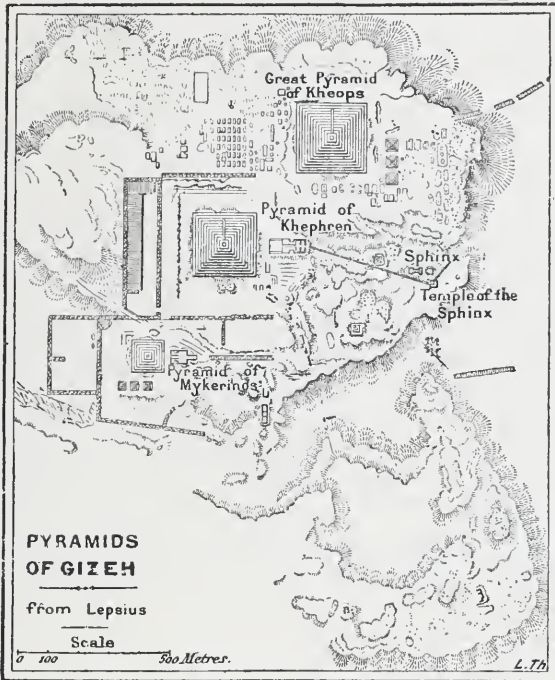 Great Pyramid
of Kheops
Pyramid of
Khephren
Sphinx
Temple of the
Sphinx
Pyramid of
Mykerinos
PYRAMIDS
OF GIZEH
from Lepsius
Scale
0 100 500 Metres.
L.Th